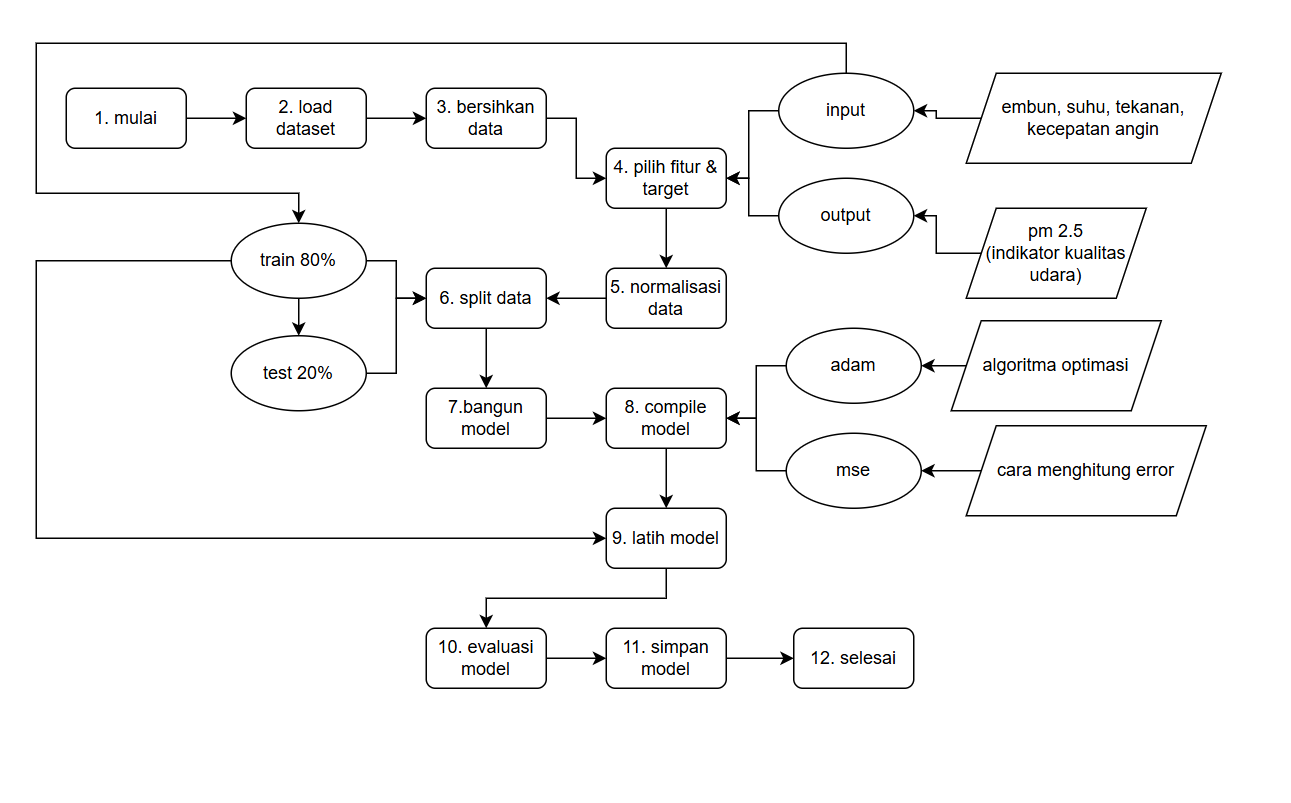 1. mulai
2. load
dataset
3. bersihkan
data
4. pilih fitur &
target
input
embun, suhu, tekanan,
kecepatan angin
output
pm 2.5
(indikator kualitas
udara)
train 80%
test 20%
6. split data
5. normalisasi
data
7.bangun
model
8. compile
model
adam
algoritma optimasi
mse
cara menghitung error
9. latih model
10. evaluasi
model
11. simpan
model
12. selesai